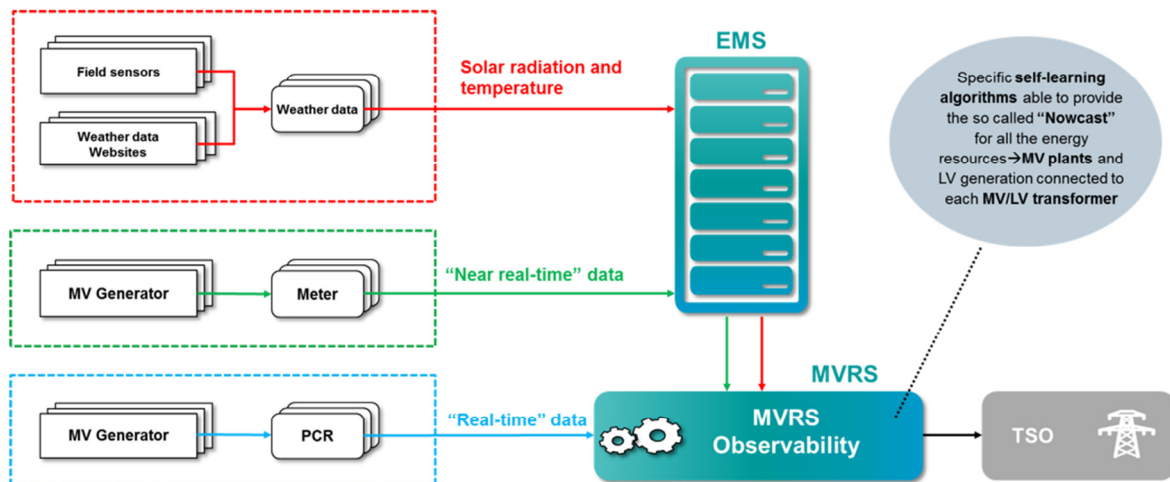 Field sensors
Weather data
Websites
Weather data
Solar radiation and
temperature
EMS
Specific self-learning
algorithms able to provide
the so called “Nowcast”
for all the energy
resources→MV plants and
LV generation connected to
each MV/LV transformer
MV Generator
Meter
“Near real-time” data
MV Generator
PCR
“Real-time” data
MVRS
MVRS
Observability
TSO